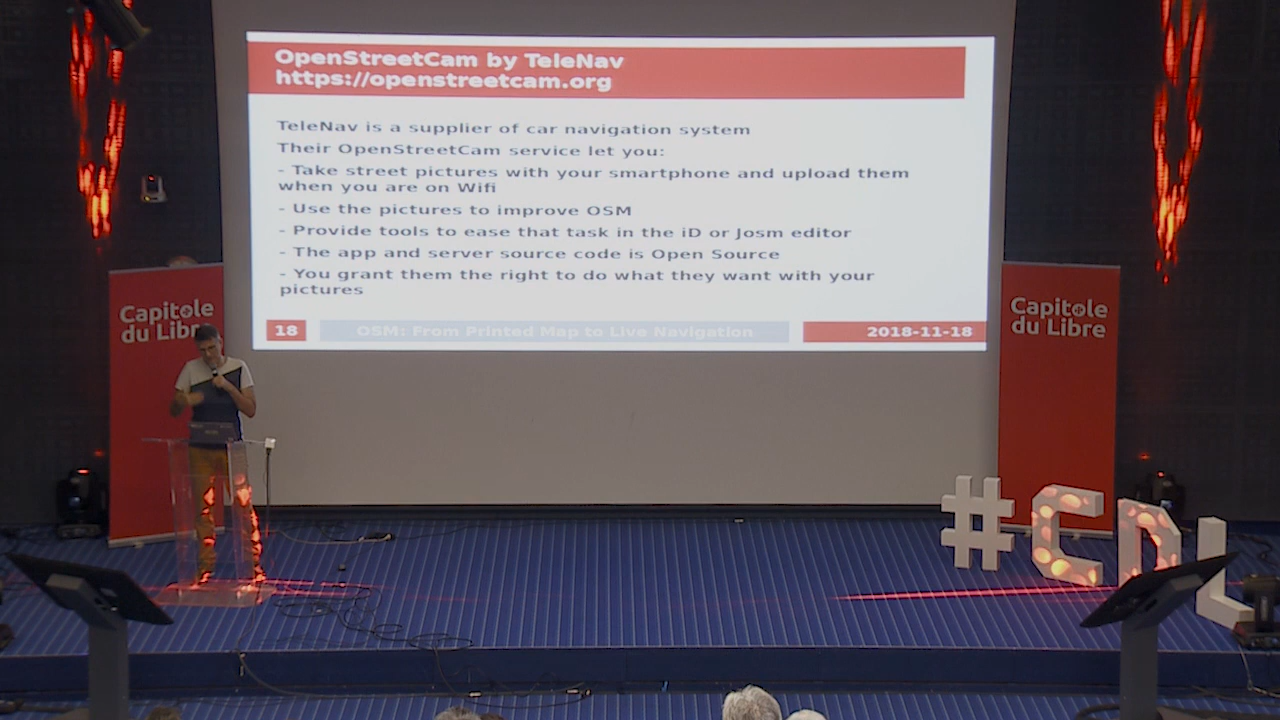 OpenStreetCam by TeleNav
https://openstreetcam.org
TeleNav is a supplier of car navigation system
Their OpenStreetCam service let you:
- Take street pictures with your smartphone and upload them
when you are on Wifi
- Use the pictures to improve OSM
- Provide tools to ease that task in the iD or Josm editor
- The app and server source code is Open Source
- You grant them the right to do what they want with your
pictures
18
OSM: From Printed Map to Live Navigation
2018-11-18
Capitole
du Libre
Capitole
du Libre
#CDL